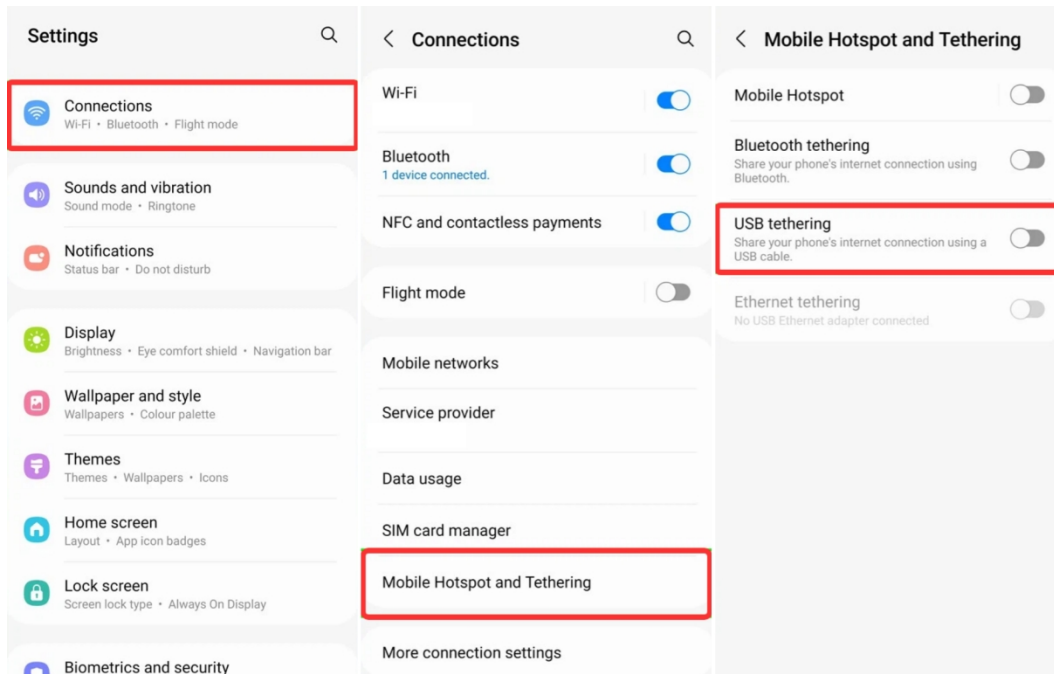 Settings
Connections
Wi-Fi • Bluetooth • Flight mode
Sounds and vibration
Sound mode • Ringtone
Notifications
Status bar • Do not disturb
Display
Brightness • Eye comfort shield • Navigation bar
Wallpaper and style
Wallpapers • Colour palette
Themes
Themes • Wallpapers • Icons
Home screen
Layout • App icon badges
Lock screen
Screen lock type • Always On Display
Biometrics and security
Connections
Wi-Fi
Bluetooth
1 device connected.
NFC and contactless payments
Flight mode
Mobile networks
Service provider
Data usage
SIM card manager
Mobile Hotspot and Tethering
More connection settings
Mobile Hotspot and Tethering
Mobile Hotspot
Bluetooth tethering
Share your phone's internet connection using
Bluetooth.
USB tethering
Share your phone's internet connection using a
USB cable.
Ethernet tethering
No USB Ethernet adapter connected